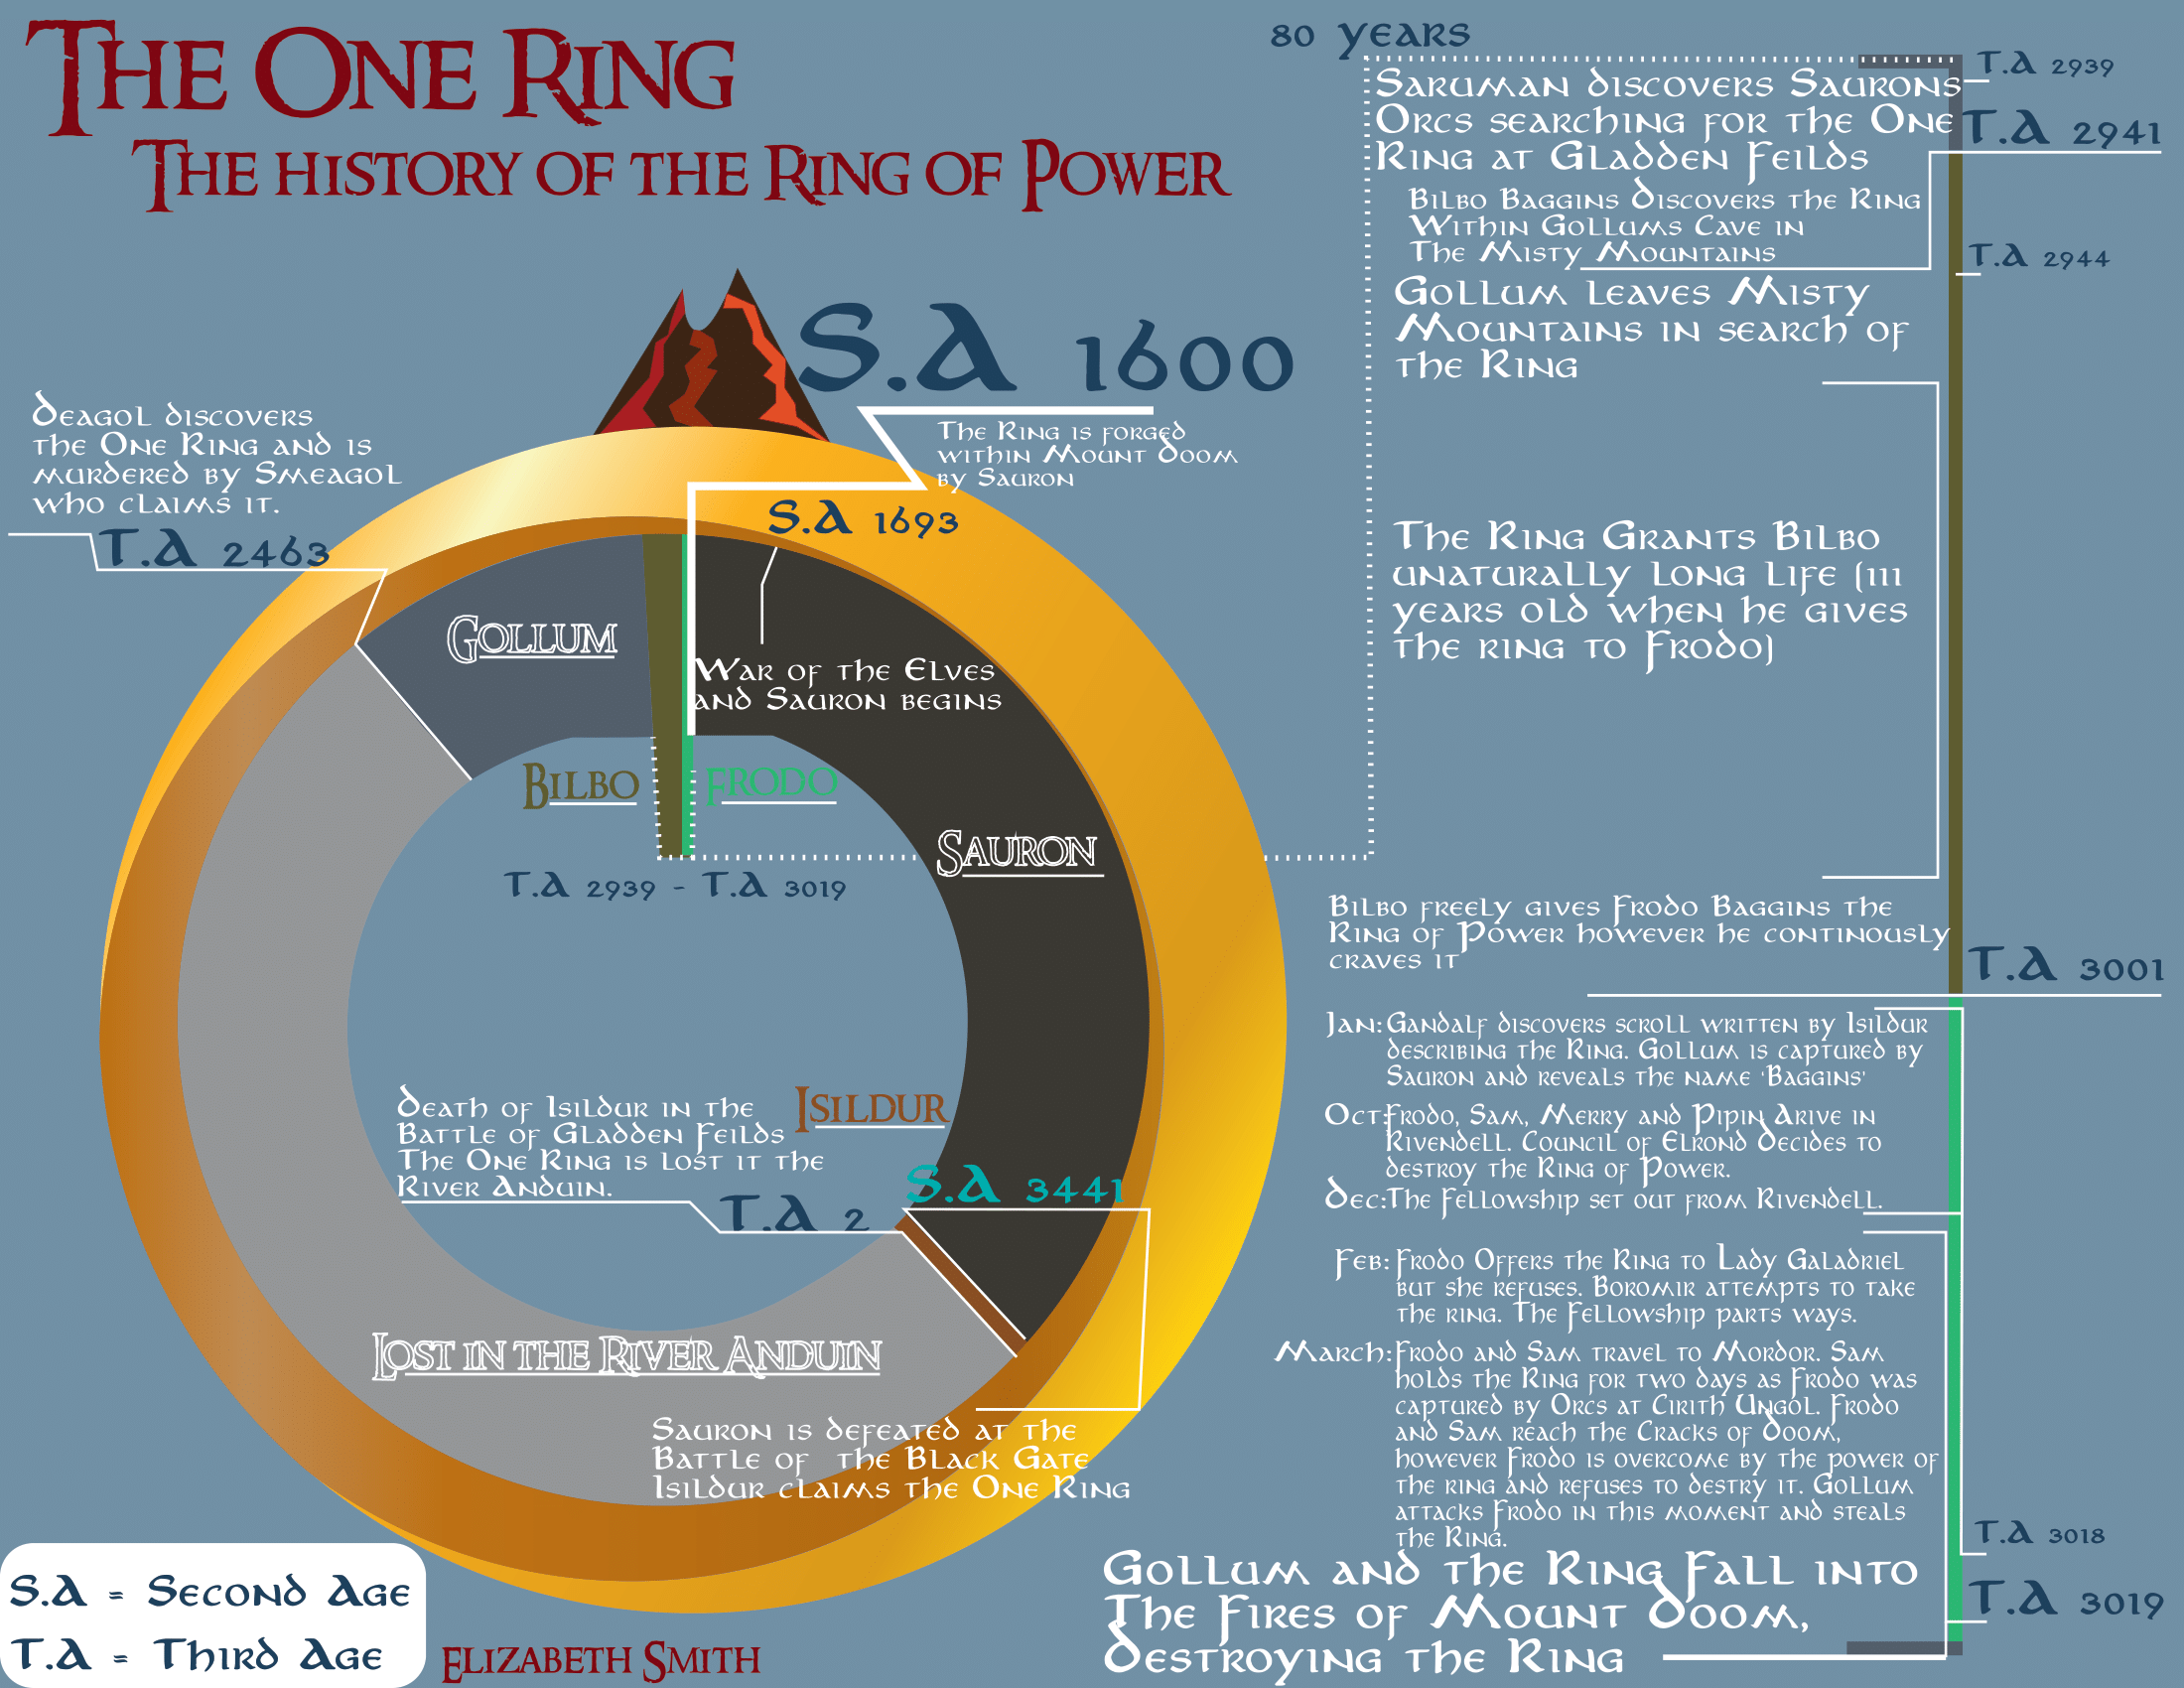 The One Ring
The history of the Ring of Power
80 years
T.A 2939
Saruman discovers Saurons
Orcs searching for the One
Ring at Gladden Feilds
T.A 2941
Bilbo Baggins Discovers the Ring
Within Gollums Cave in
The Misty Mountains
T.A 2944
Gollum leaves Misty
Mountains in search of
the Ring
The Ring Grants Bilbo
unaturally long life (111
years old when he gives
the ring to Frodo)
Bilbo freely gives Frodo Baggins the
Ring of Power however he continously
craves it
T.A 3001
Jan: Gandalf discovers scroll written by Isildur
describing the Ring. Gollum is captured by
Sauron and reveals the name 'Baggins'
Oct: Frodo, Sam, Merry and Pipin Arive in
Rivendell. Council of Elrond Decides to
destroy the Ring of Power.
Dec: The Fellowship set out from Rivendell.
Feb: Frodo Offers the Ring to Lady Galadriel
but she refuses. Boromir attempts to take
the ring. The Fellowship parts ways.
March: Frodo and Sam travel to Mordor. Sam
holds the Ring for two days as Frodo was
captured by Orcs at Cirith Ungol. Frodo
and Sam reach the Cracks of Doom,
however Frodo is overcome by the power of
the ring and refuses to destry it. Gollum
attacks Frodo in this moment and steals
the Ring.
T.A 3018
Gollum and the Ring Fall into
The Fires of Mount Doom,
Destroying the Ring
T.A 3019
S.A 1600
The Ring is forged
within Mount Doom
by Sauron
Deagol discovers
the One Ring and is
murdered by Smeagol
who claims it.
T.A 2463
S.A 1693
War of the Elves
and Sauron begins
Gollum
Bilbo
Frodo
Sauron
T.A 2939 - T.A 3019
Isildur
Death of Isildur in the
Battle of Gladden Feilds
The One Ring is lost it the
River Anduin.
T.A 2
S.A 3441
Lost in the River Anduin
Sauron is defeated at the
Battle of the Black Gate
Isildur claims the One Ring
S.A = Second Age
T.A = Third Age
Elizabeth Smith